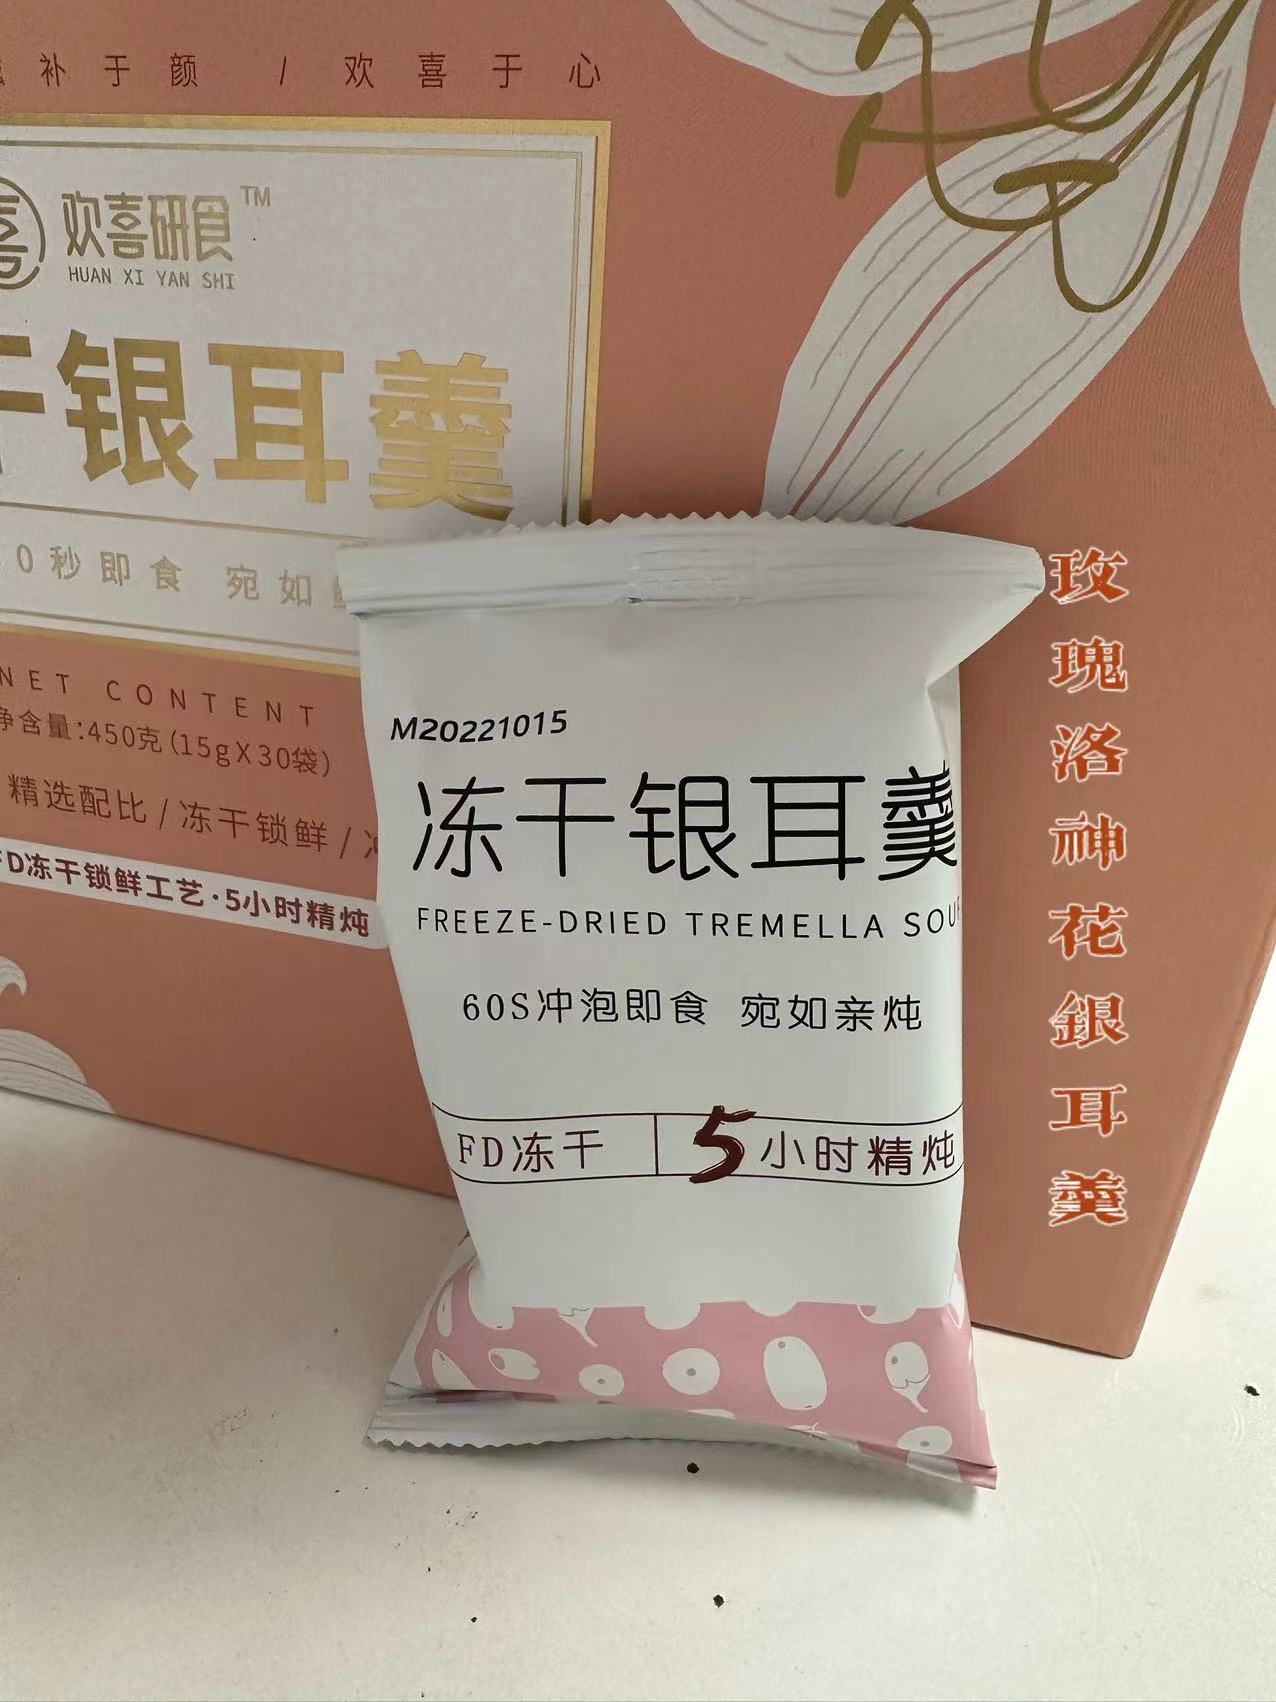 补于颜 / 欢喜于心
喜
欢喜研食™
HUAN XI YAN SHI
干银耳羹
0秒即食 宛如
NET CONTENT
净含量:450克(15gX30袋)
精选配比/冻干锁鲜/
FD冻干锁鲜工艺·5小时精炖
M20221015
冻干银耳羹
FREEZE-DRIED TREMELLA SOU
60S冲泡即食 宛如亲炖
FD冻干 5小时精炖
玫瑰洛神花銀耳羹